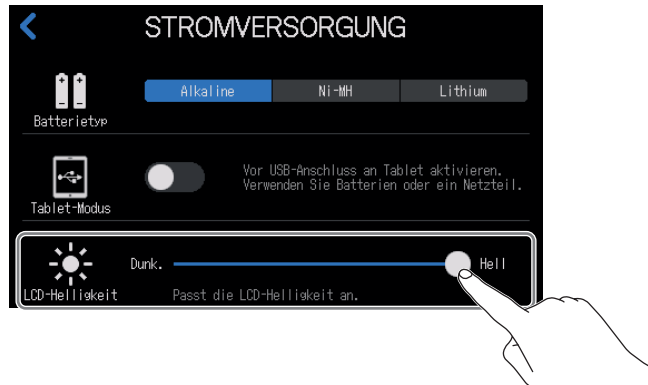 STROMVERSORGUNG
Alkaline Ni-MH Lithium
Batterietyp
Vor USB-Anschluss an Tablet aktivieren.
Verwenden Sie Batterien oder ein Netzteil.
Tablet-Modus
Dunk. Hell
LCD-Helligkeit Passt die LCD-Helligkeit an.